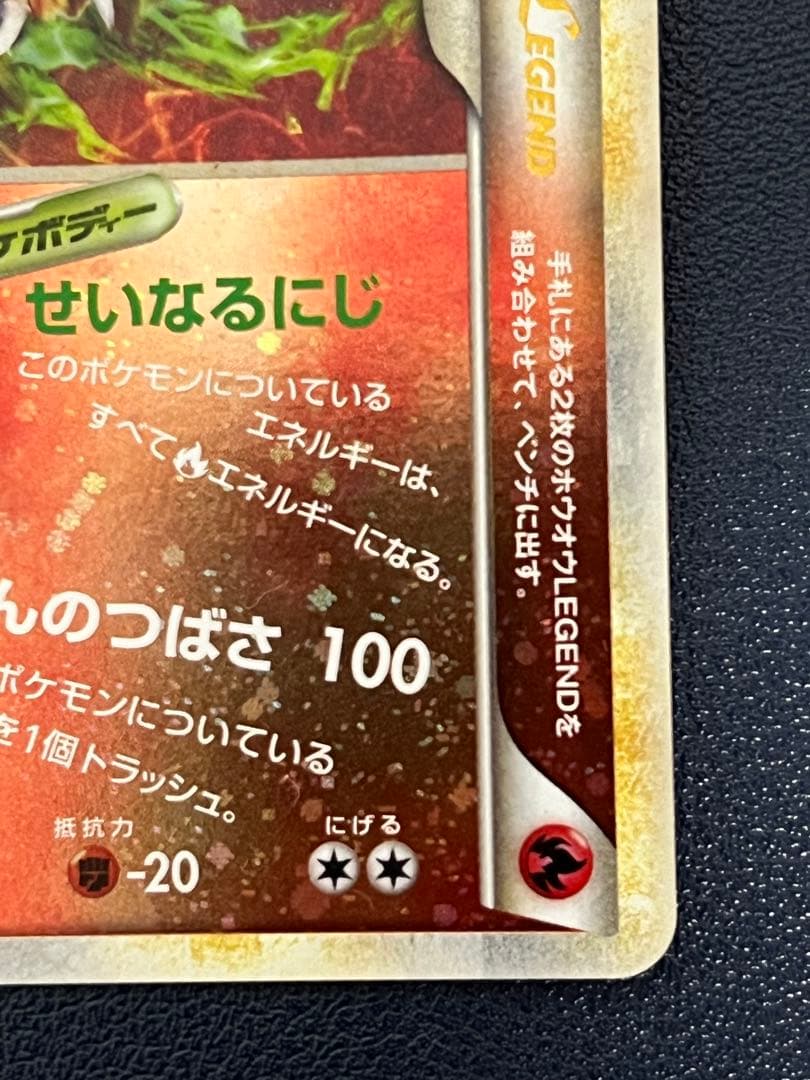 LEGEND
手札にある2枚のホウオウLEGENDを
組み合わせて、ベンチに出す。
ケボディー
せいなるにじ
このポケモンについている
エネルギーは、
すべてエネルギーになる。
んのつばさ 100
ポケモンについている
を1個トラッシュ。
抵抗力 にげる
-20